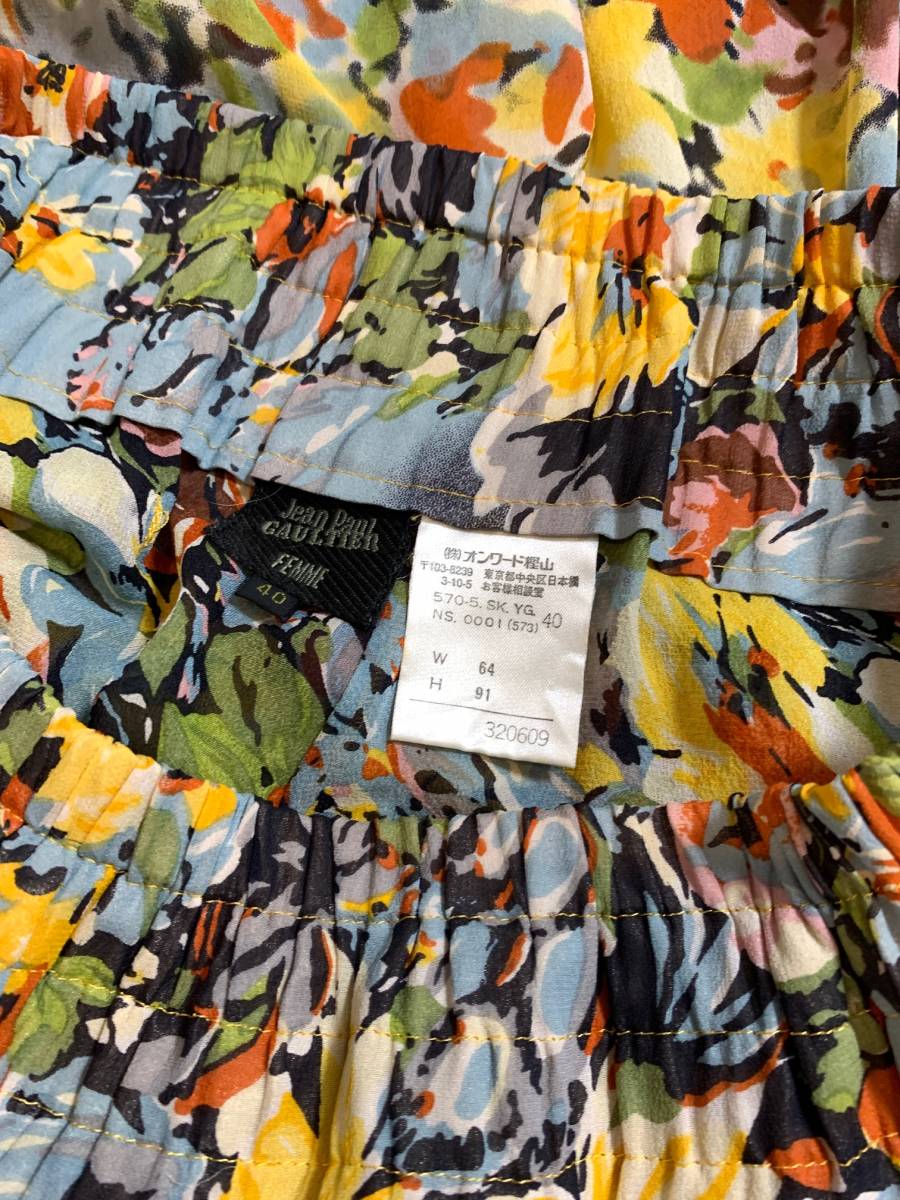 Jean Paul
GAULTIER
FEMME
40
(株)オンワード樫山
〒103-8239 東京都中央区日本橋
3-10-5 お客様相談室
570-5. SK. YG. 40
NS. 0001 (573)
W 64
H 91
320609